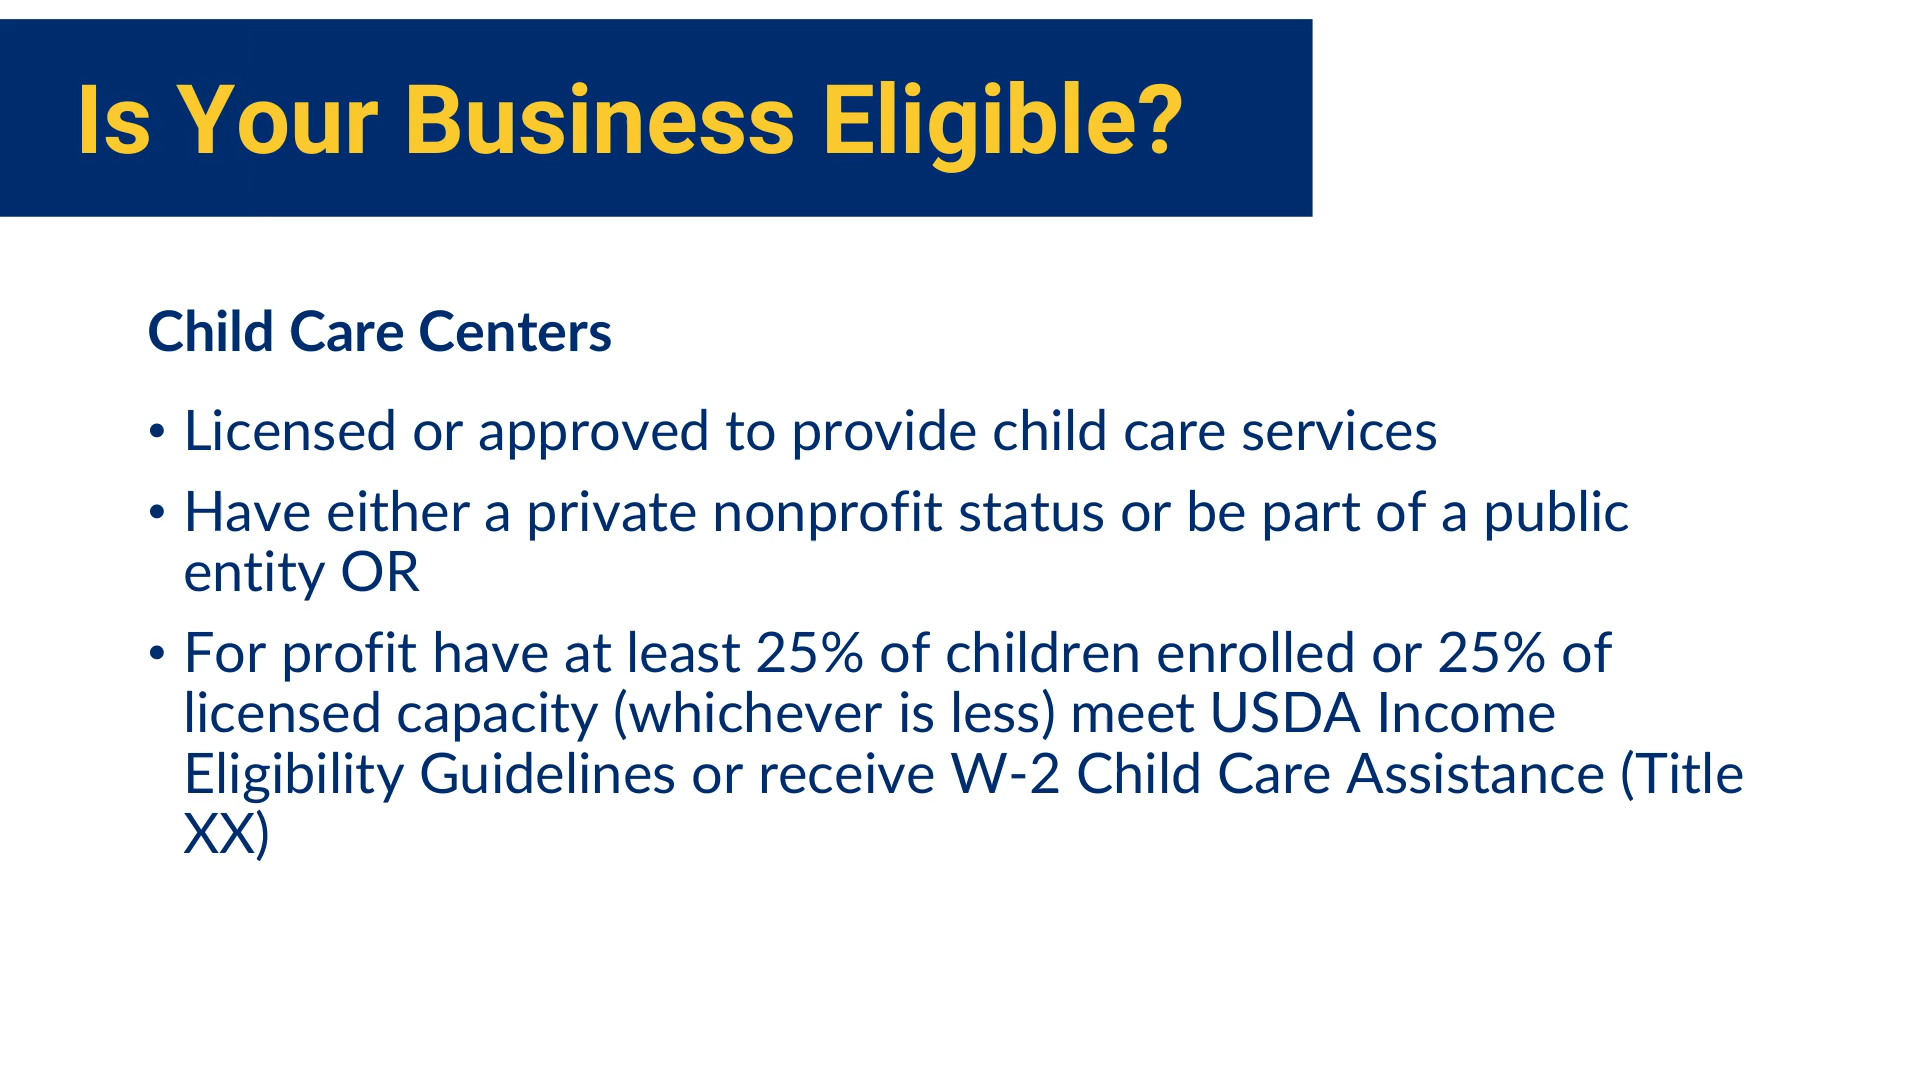 Is Your Business Eligible?
Child Care Centers
• Licensed or approved to provide child care services
• Have either a private nonprofit status or be part of a public
entity OR
• For profit have at least 25% of children enrolled or 25% of
licensed capacity (whichever is less) meet USDA Income
Eligibility Guidelines or receive W-2 Child Care Assistance (Title
XX)